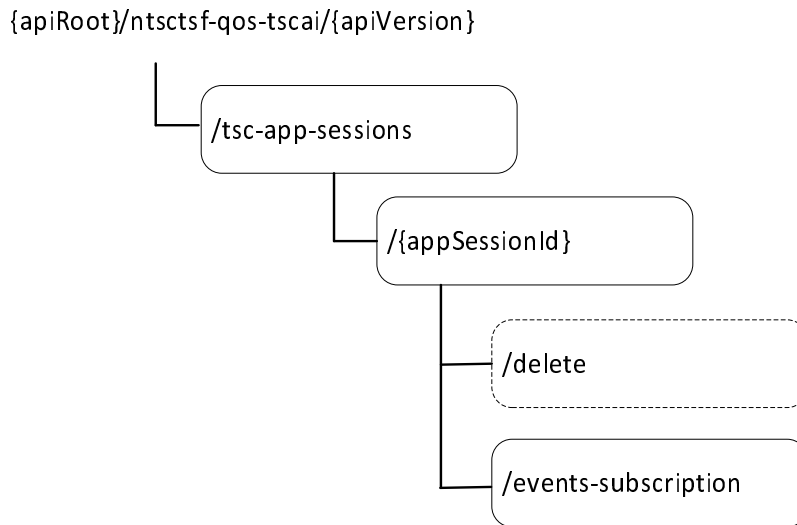 {apiRoot}/ntsctsf-qos-tscai/{apiVersion}
/tsc-app-sessions
/{appSessionId}
/delete
/events-subscription